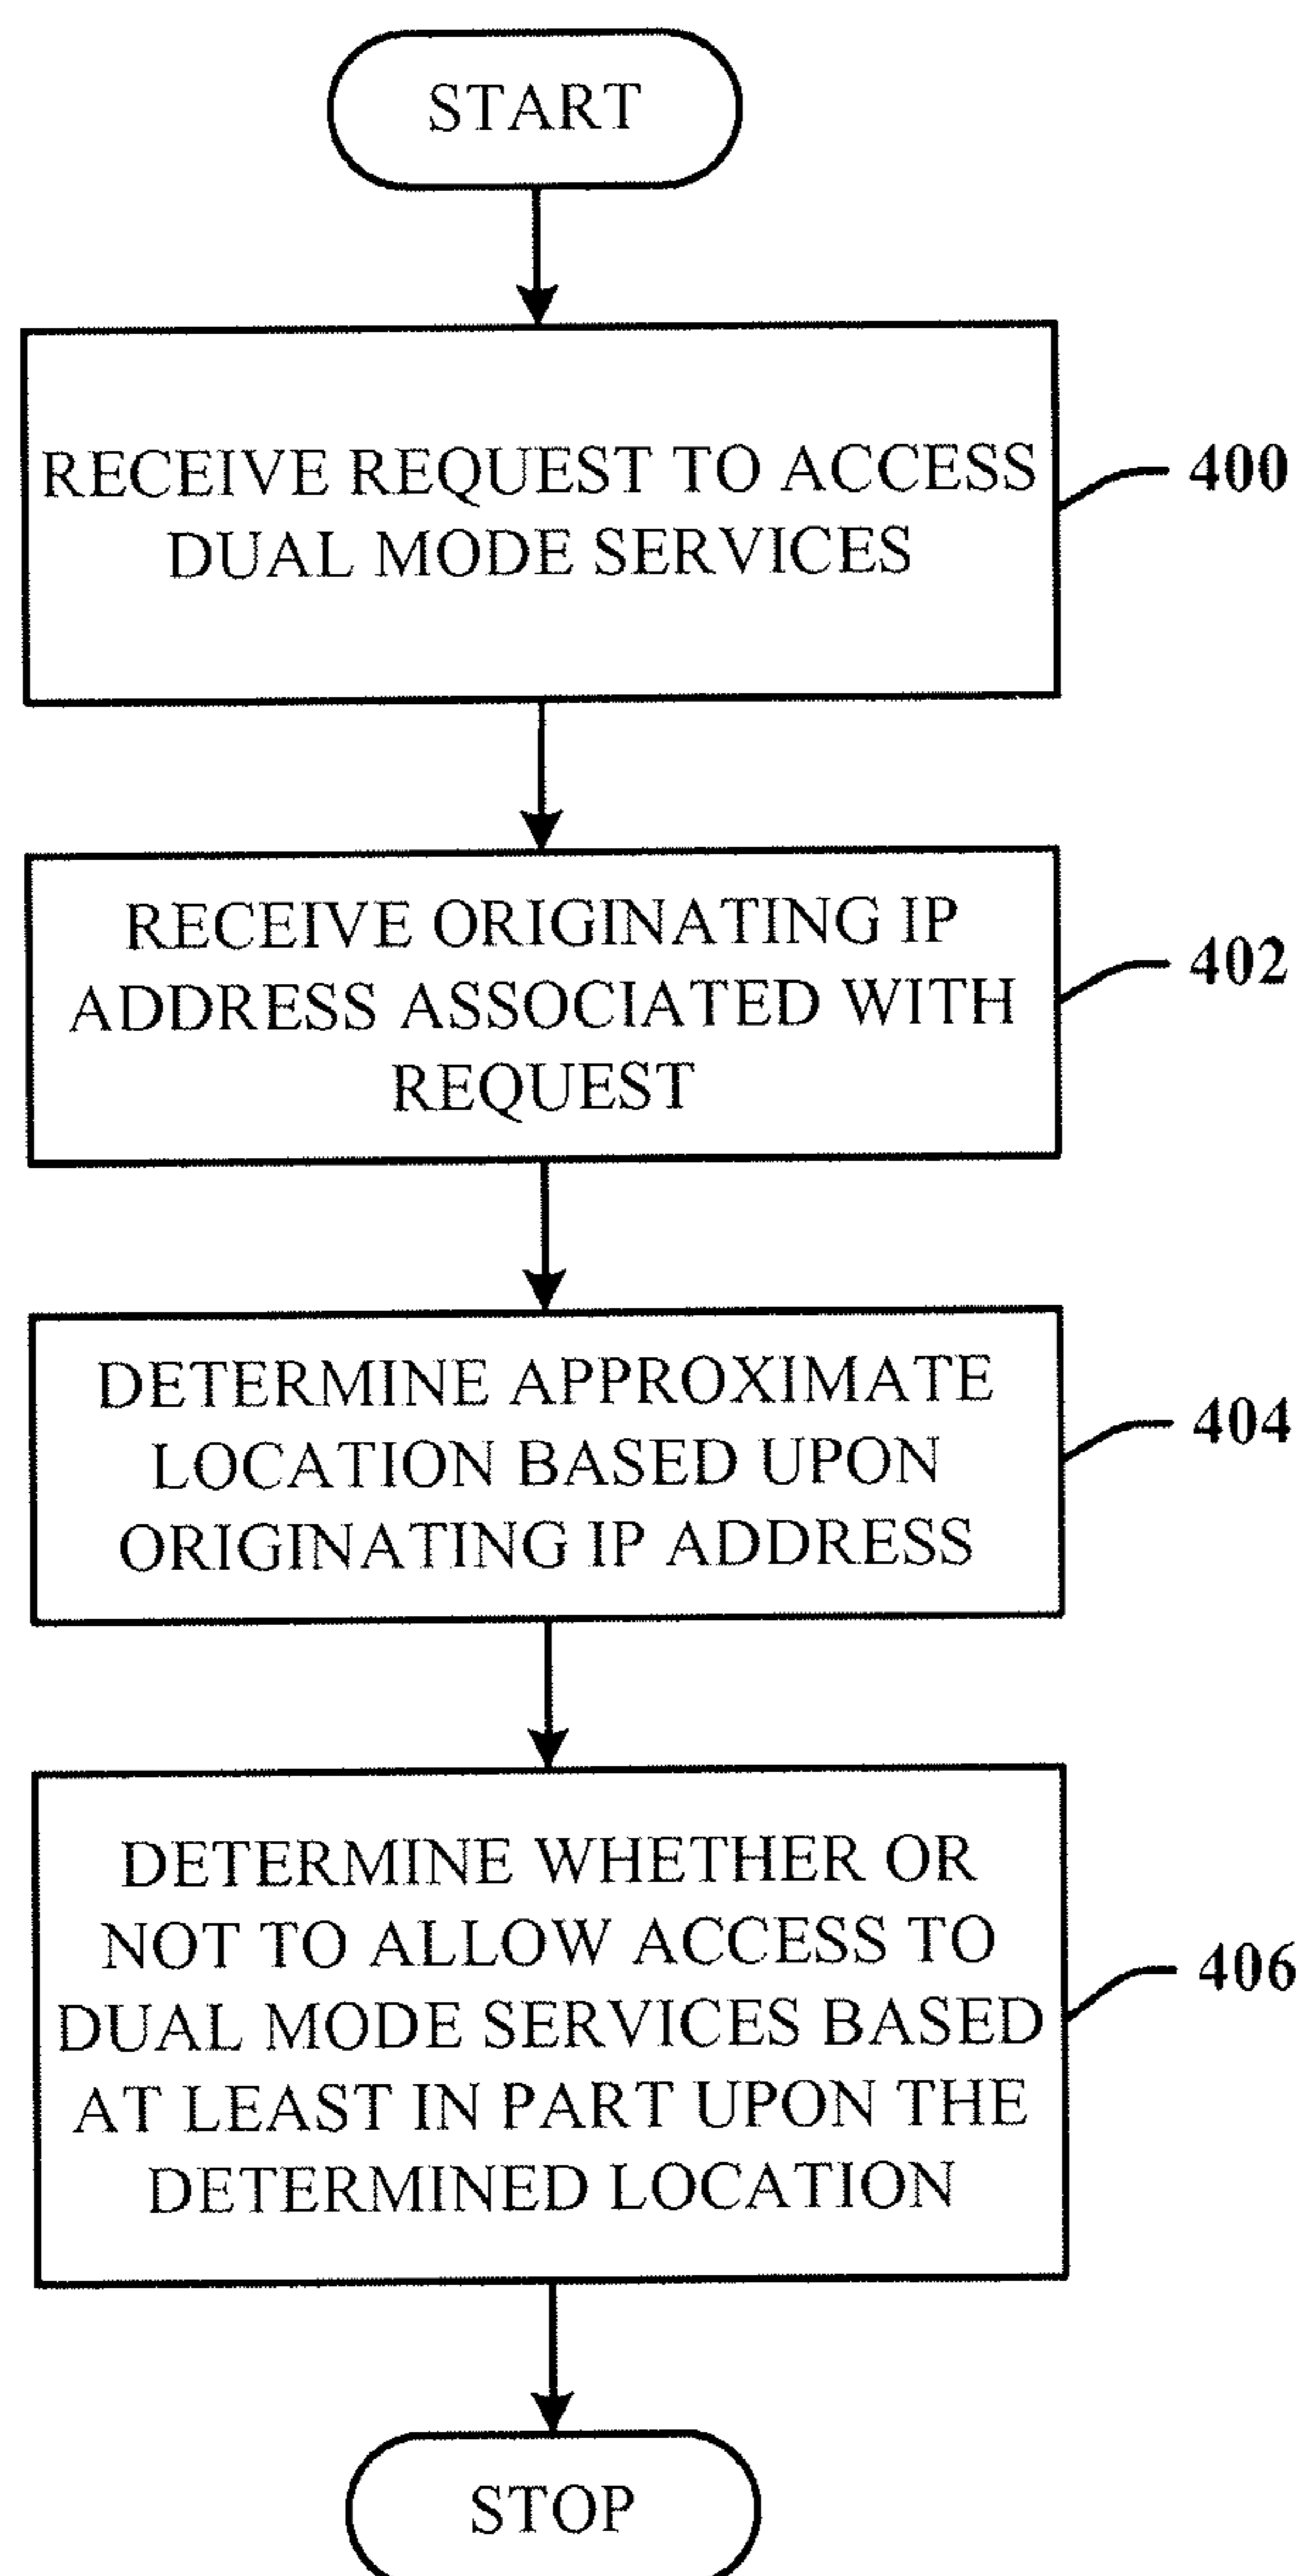 START
RECEIVE REQUEST TO ACCESS
DUAL MODE SERVICES
400
RECEIVE ORIGINATING IP
ADDRESS ASSOCIATED WITH
REQUEST
402
DETERMINE APPROXIMATE
LOCATION BASED UPON
ORIGINATING IP ADDRESS
404
DETERMINE WHETHER OR
NOT TO ALLOW ACCESS TO
DUAL MODE SERVICES BASED
AT LEAST IN PART UPON THE
DETERMINED LOCATION
406
STOP